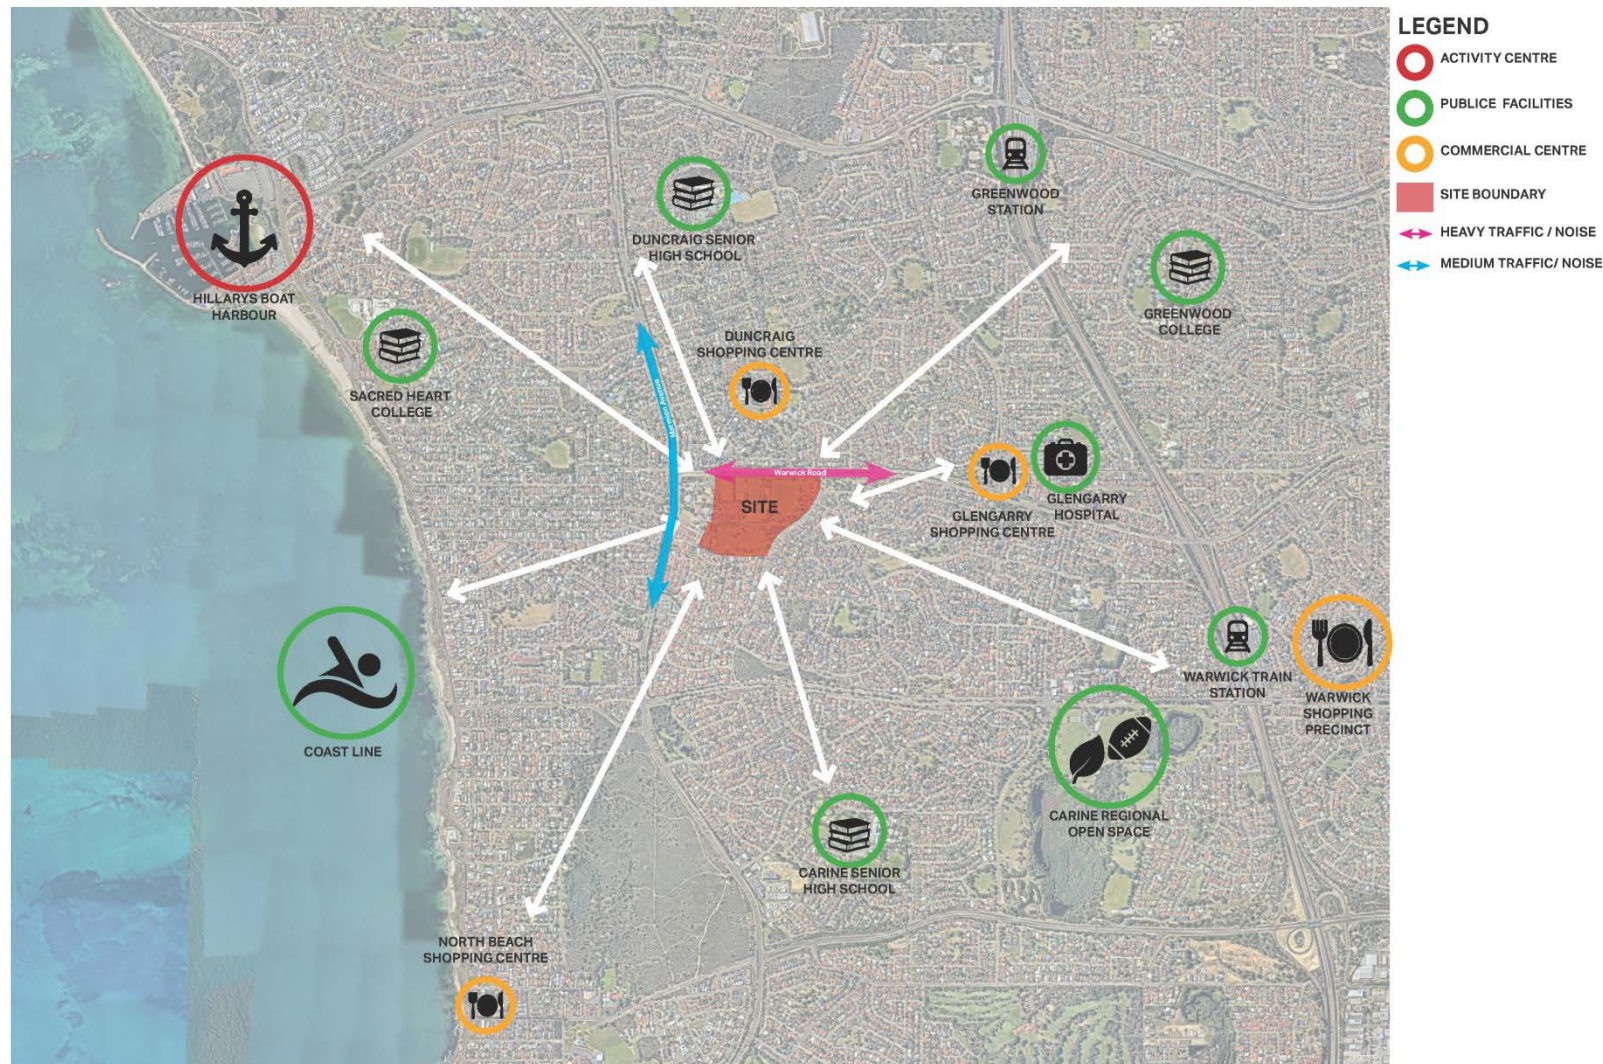 LEGEND
ACTIVITY CENTRE
PUBLICE FACILITIES
COMMERCIAL CENTRE
SITE BOUNDARY
HEAVY TRAFFIC / NOISE
MEDIUM TRAFFIC/ NOISE
GREENWOOD
STATION
DUNCRAIG SENIOR
HIGH SCHOOL
HILLARYS BOAT
HARBOUR
GREENWOOD
COLLEGE
DUNCRAIG
SHOPPING CENTRE
SACRED HEART
COLLEGE
Marmion Avenue
Warwick Road
SITE
GLENGARRY
HOSPITAL
GLENGARRY
SHOPPING CENTRE
WARWICK TRAIN
STATION
WARWICK
SHOPPING
PRECINCT
COAST LINE
CARINE REGIONAL
OPEN SPACE
CARINE SENIOR
HIGH SCHOOL
NORTH BEACH
SHOPPING CENTRE